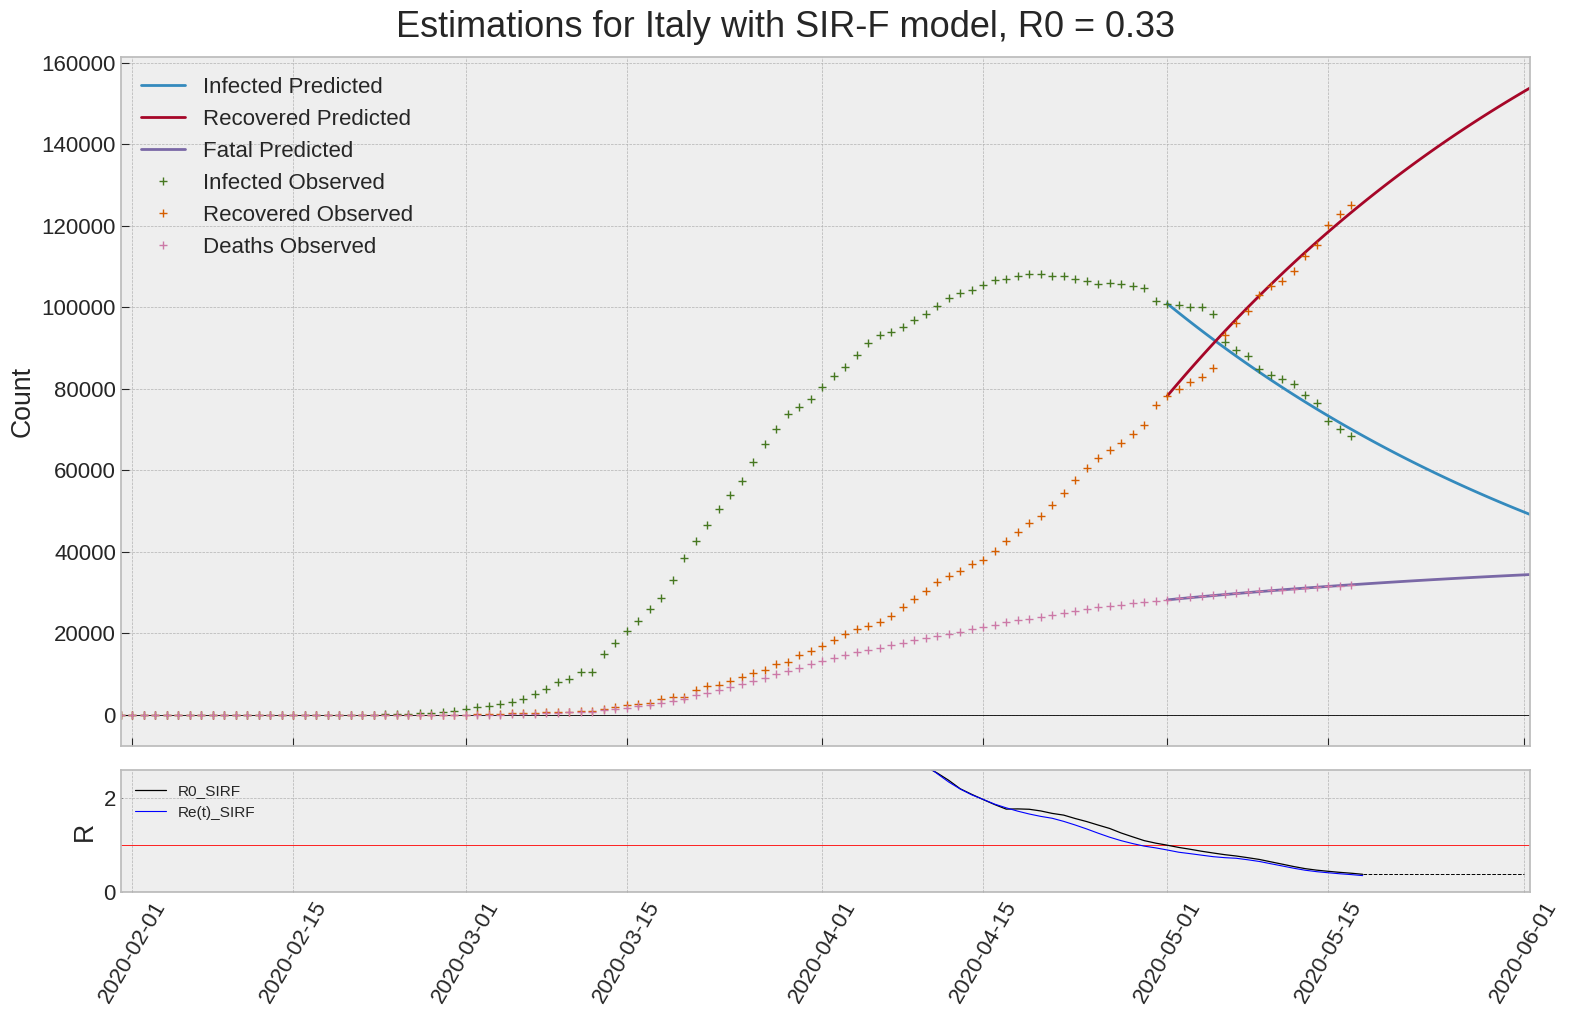 Estimations for Italy with SIR-F model, R0 = 0.33
160000
140000
120000
100000
80000
60000
40000
20000
0
Count
Infected Predicted
Recovered Predicted
Fatal Predicted
Infected Observed
Recovered Observed
Deaths Observed
2
0
R
R0_SIRF
Re(t)_SIRF
2020-02-01
2020-02-15
2020-03-01
2020-03-15
2020-04-01
2020-04-15
2020-05-01
2020-05-15
2020-06-01